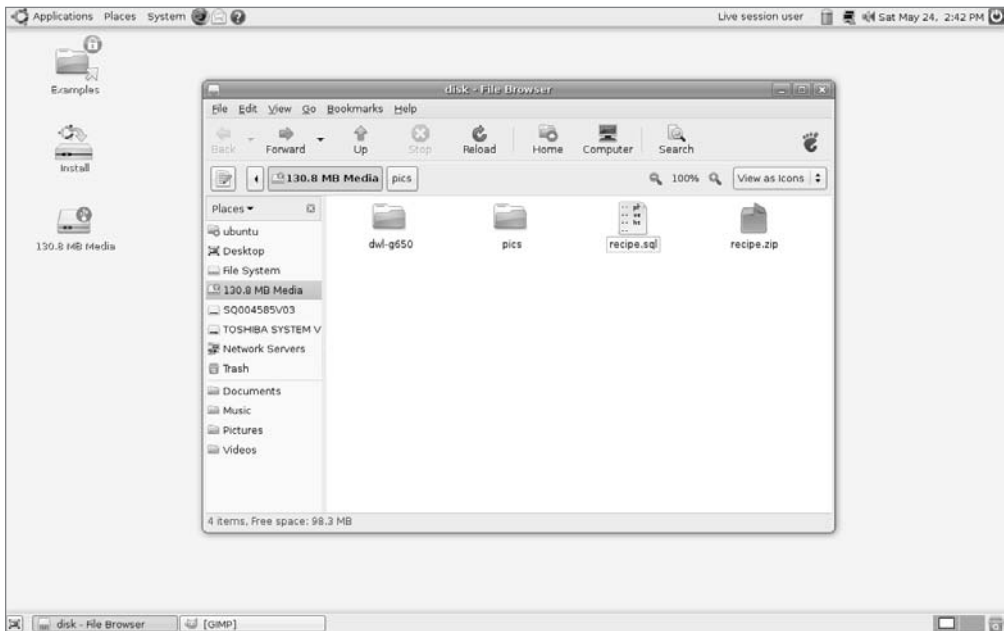 Applications Places System
Live session user
Sat May 24, 2:42 PM
Examples
Install
130.8 MB Media
disk - File Browser
File Edit View Go Bookmarks Help
Back Forward Up Stop Reload Home Computer Search
130.8 MB Media pics
100% View as Icons
Places
ubuntu
Desktop
File System
130.8 MB Media
SQ004585V03
TOSHIBA SYSTEM V
Network Servers
Trash
Documents
Music
Pictures
Videos
dwl-g650 pics recipe.sql recipe.zip
4 items, Free space: 98.3 MB
disk - File Browser
[GIMP]